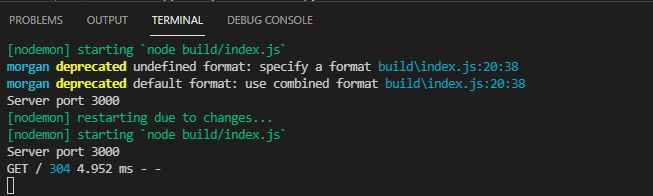 PROBLEMS OUTPUT TERMINAL DEBUG CONSOLE
[nodemon] starting `node build/index.js`
morgan deprecated undefined format: specify a format build\index.js:20:38
morgan deprecated default format: use combined format build\index.js:20:38
Server port 3000
[nodemon] restarting due to changes...
[nodemon] starting `node build/index.js`
Server port 3000
GET / 304 4.952 ms - -